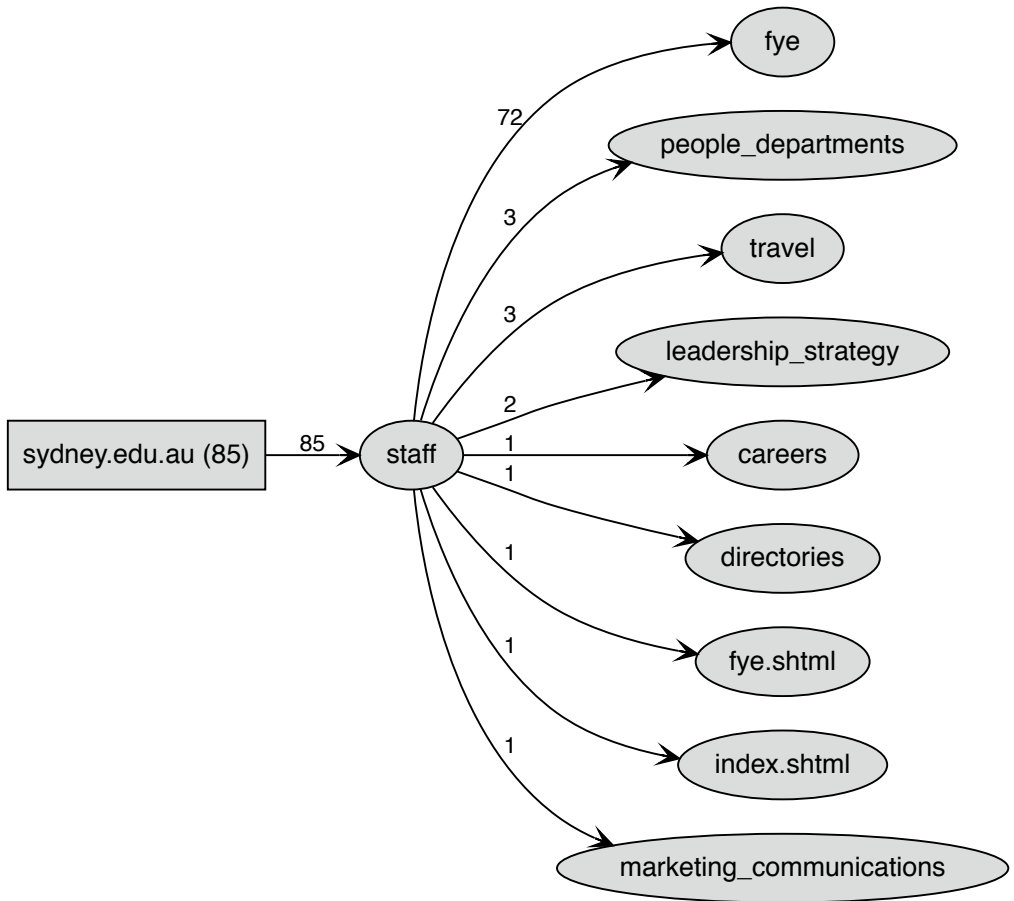 fye
72
people_departments
3
travel
3
leadership_strategy
2
sydney.edu.au (85)
85
staff
1
careers
1
directories
1
fye.shtml
1
index.shtml
1
marketing_communications